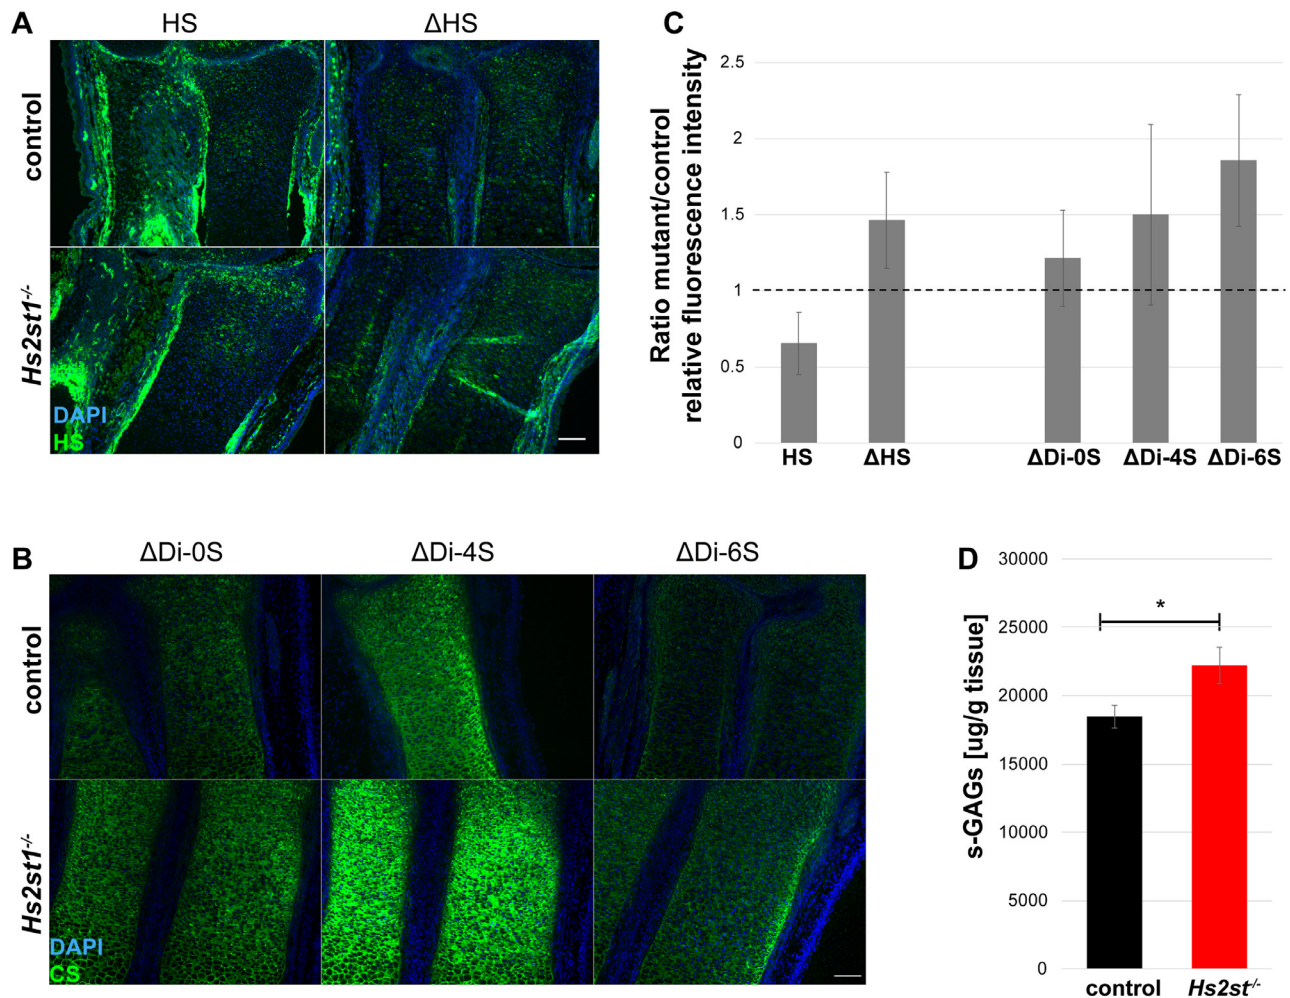 A
HS
ΔHS
control
Hs2st1-/-
DAPI
HS
C
Ratio mutant/control
relative fluorescence intensity
2.5
2
1.5
1
0.5
0
HS
ΔHS
ΔDi-0S
ΔDi-4S
ΔDi-6S
B
ΔDi-0S
ΔDi-4S
ΔDi-6S
control
Hs2st1-/-
DAPI
CS
D
s-GAGs [ug/g tissue]
30000
25000
20000
15000
10000
5000
0
*
control
Hs2st-/-